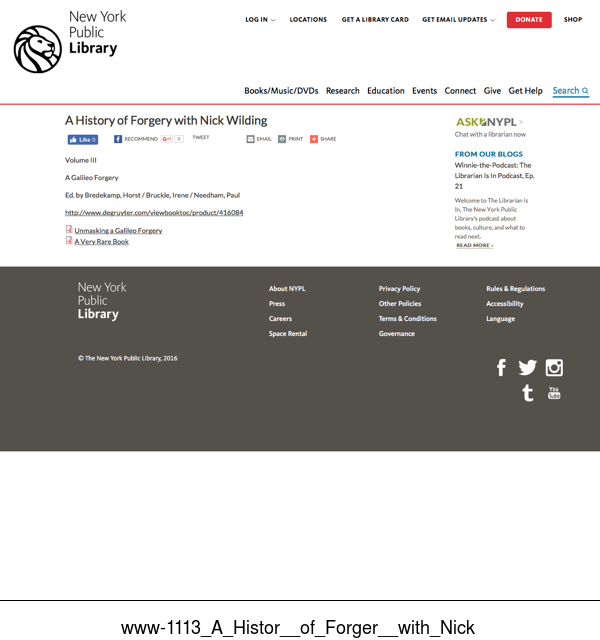 New York
Public
Library
LOG IN
LOCATIONS
GET A LIBRARY CARD
GET EMAIL UPDATES
DONATE
SHOP
Books/Music/DVDs Research Education Events Connect Give Get Help Search
A History of Forgery with Nick Wilding
Like 0
RECOMMEND
G+1 0
TWEET
EMAIL
PRINT
SHARE
Volume III
A Galileo Forgery
Ed. by Bredekamp, Horst / Bruckle, Irene / Needham, Paul
http://www.degruyter.com/viewbooktoc/product/416084
Unmasking a Galileo Forgery
A Very Rare Book
ASK NYPL >
Chat with a librarian now
FROM OUR BLOGS
Winnie-the-Podcast: The
Librarian Is In Podcast, Ep.
21
Welcome to The Librarian Is
In, The New York Public
Library's podcast about
books, culture, and what to
read next.
READ MORE ›
New York
Public
Library
About NYPL
Press
Careers
Space Rental
Privacy Policy
Other Policies
Terms & Conditions
Governance
Rules & Regulations
Accessibility
Language
© The New York Public Library, 2016
You
Tube
www-1113_A_Histor__of_Forger__with_Nick